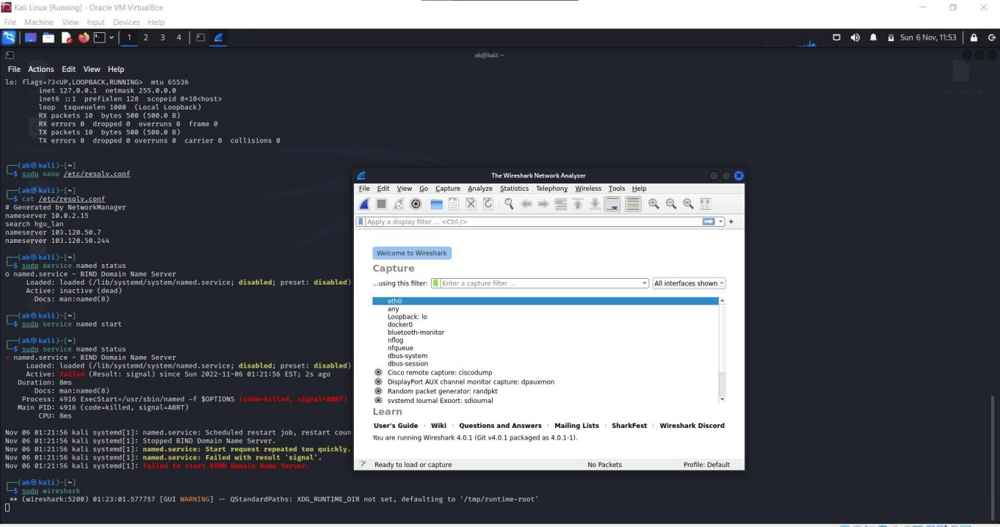 Kali Linux [Running] - Oracle VM VirtualBox
File Machine View Input Devices Help
1 2 3 4
Sun 6 Nov, 11:53
ak@kali: ~
File Actions Edit View Help
lo: flags=73<UP,LOOPBACK,RUNNING> mtu 65536
inet 127.0.0.1 netmask 255.0.0.0
inet6 ::1 prefixlen 128 scopeid 0×10<host>
loop txqueuelen 1000 (Local Loopback)
RX packets 10 bytes 500 (500.0 B)
RX errors 0 dropped 0 overruns 0 frame 0
TX packets 10 bytes 500 (500.0 B)
TX errors 0 dropped 0 overruns 0 carrier 0 collisions 0
File System
┌──(ak㉿kali)-[~]
└─$ sudo nano /etc/resolv.conf
┌──(ak㉿kali)-[~]
└─$ cat /etc/resolv.conf
# Generated by NetworkManager
nameserver 10.0.2.15
search hgu_lan
nameserver 103.120.50.7
nameserver 103.120.50.244
┌──(ak㉿kali)-[~]
└─$ sudo service named status
○ named.service - BIND Domain Name Server
Loaded: loaded (/lib/systemd/system/named.service; disabled; preset: disabled)
Active: inactive (dead)
Docs: man:named(8)
┌──(ak㉿kali)-[~]
└─$ sudo service named start
┌──(ak㉿kali)-[~]
└─$ sudo service named status
× named.service - BIND Domain Name Server
Loaded: loaded (/lib/systemd/system/named.service; disabled; preset: disabled)
Active: failed (Result: signal) since Sun 2022-11-06 01:21:56 EST; 2s ago
Duration: 8ms
Docs: man:named(8)
Process: 4916 ExecStart=/usr/sbin/named -f $OPTIONS (code=killed, signal=ABRT)
Main PID: 4916 (code=killed, signal=ABRT)
CPU: 8ms
Nov 06 01:21:56 kali systemd[1]: named.service: Scheduled restart job, restart coun
Nov 06 01:21:56 kali systemd[1]: Stopped BIND Domain Name Server.
Nov 06 01:21:56 kali systemd[1]: named.service: Start request repeated too quickly.
Nov 06 01:21:56 kali systemd[1]: named.service: Failed with result 'signal'.
Nov 06 01:21:56 kali systemd[1]: Failed to start BIND Domain Name Server.
┌──(ak㉿kali)-[~]
└─$ sudo wireshark
** (wireshark:5200) 01:23:01.577757 [GUI WARNING] -- QStandardPaths: XDG_RUNTIME_DIR not set, defaulting to '/tmp/runtime-root'
The Wireshark Network Analyzer
File Edit View Go Capture Analyze Statistics Telephony Wireless Tools Help
Apply a display filter ... <Ctrl-/>
Welcome to Wireshark
Capture
...using this filter: Enter a capture filter ... All interfaces shown
eth0
any
Loopback: lo
docker0
bluetooth-monitor
nflog
nfqueue
dbus-system
dbus-session
Cisco remote capture: ciscodump
DisplayPort AUX channel monitor capture: dpauxmon
Random packet generator: randpkt
systemd Journal Export: sdjournal
Learn
User's Guide · Wiki · Questions and Answers · Mailing Lists · SharkFest · Wireshark Discord
You are running Wireshark 4.0.1 (Git v4.0.1 packaged as 4.0.1-1).
Ready to load or capture No Packets Profile: Default